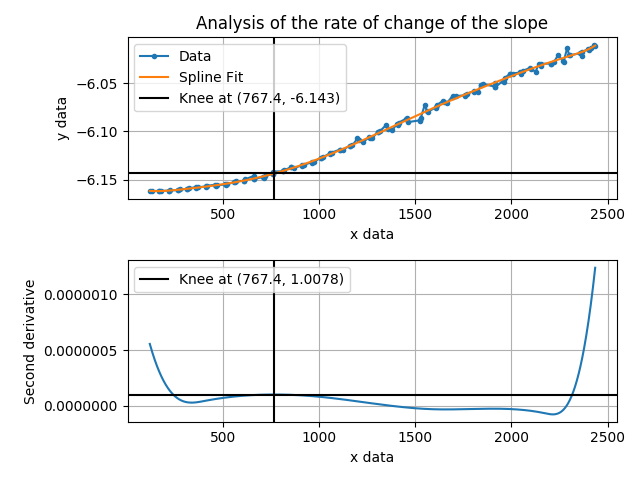 Analysis of the rate of change of the slope
Data
Spline Fit
Knee at (767.4, -6.143)
y data
−6.05
−6.10
−6.15
500
1000
1500
2000
2500
x data
Knee at (767.4, 1.0078)
Second derivative
0.0000010
0.0000005
0.0000000
500
1000
1500
2000
2500
x data